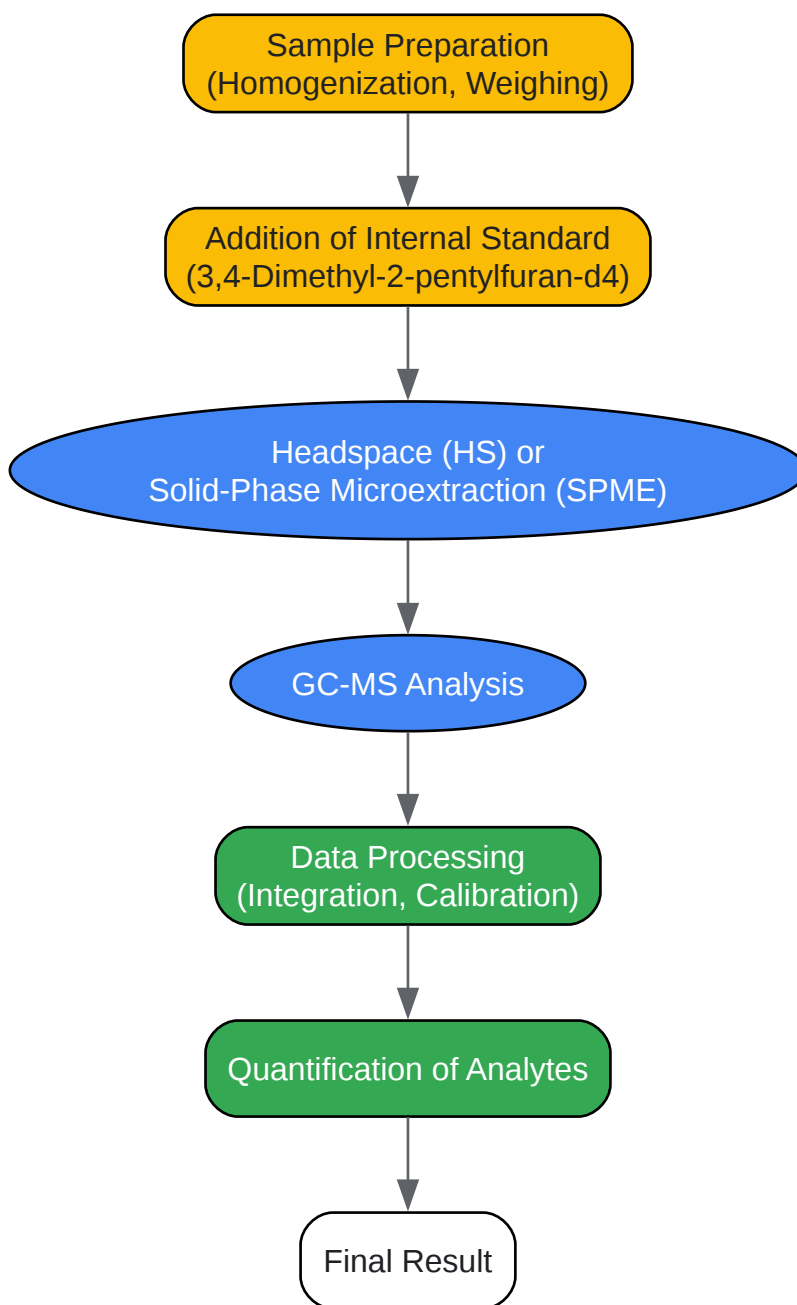 Sample Preparation
(Homogenization, Weighing)
Addition of Internal Standard
(3,4-Dimethyl-2-pentylfuran-d4)
Headspace (HS) or
Solid-Phase Microextraction (SPME)
GC-MS Analysis
Data Processing
(Integration, Calibration)
Quantification of Analytes
Final Result